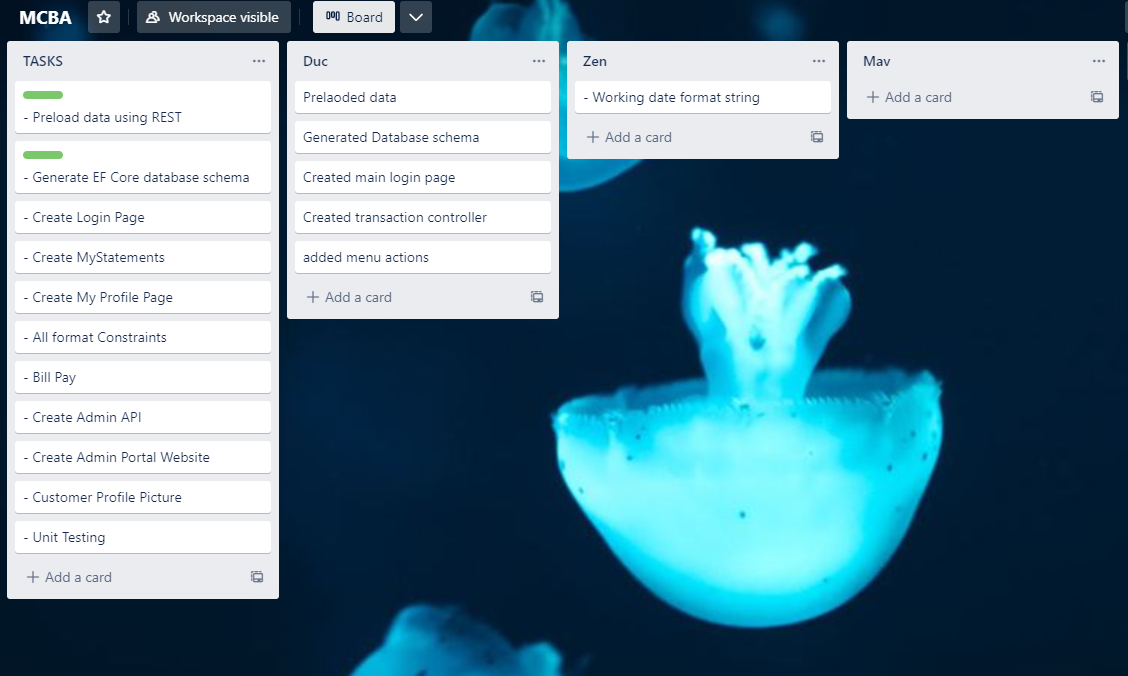 MCBA
Workspace visible
Board
TASKS
- Preload data using REST
- Generate EF Core database schema
- Create Login Page
- Create MyStatements
- Create My Profile Page
- All format Constraints
- Bill Pay
- Create Admin API
- Create Admin Portal Website
- Customer Profile Picture
- Unit Testing
+ Add a card
Duc
Prelaoded data
Generated Database schema
Created main login page
Created transaction controller
added menu actions
+ Add a card
Zen
- Working date format string
+ Add a card
Mav
+ Add a card